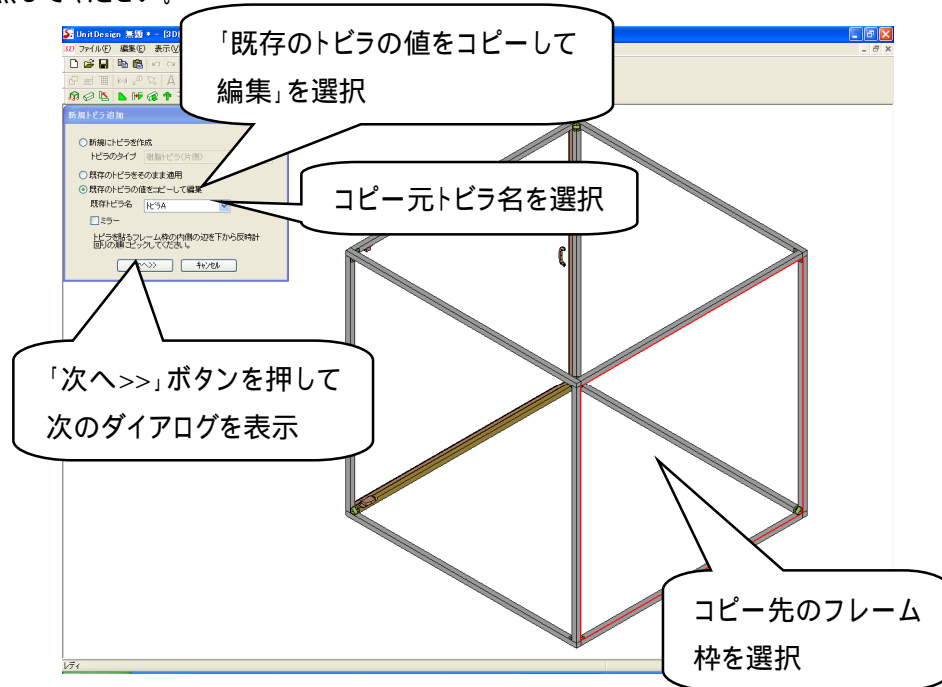 照してください。
UnitDesign 無題 * - [3D
ファイル(F) 編集(E) 表示(V)
「既存のトビラの値をコピーして
編集」を選択
新規トビラ追加
新規にトビラを作成
トビラのタイプ 樹脂トビラ(片側)
既存のトビラをそのまま適用
既存のトビラの値をコピーして編集
既存トビラ名 トビラA
ミラー
トビラを貼るフレーム枠の内側の辺を下から反時計
回りの順にピックしてください。
>> キャンセル
コピー元トビラ名を選択
「次へ>>」ボタンを押して
次のダイアログを表示
コピー先のフレーム
枠を選択
レディ